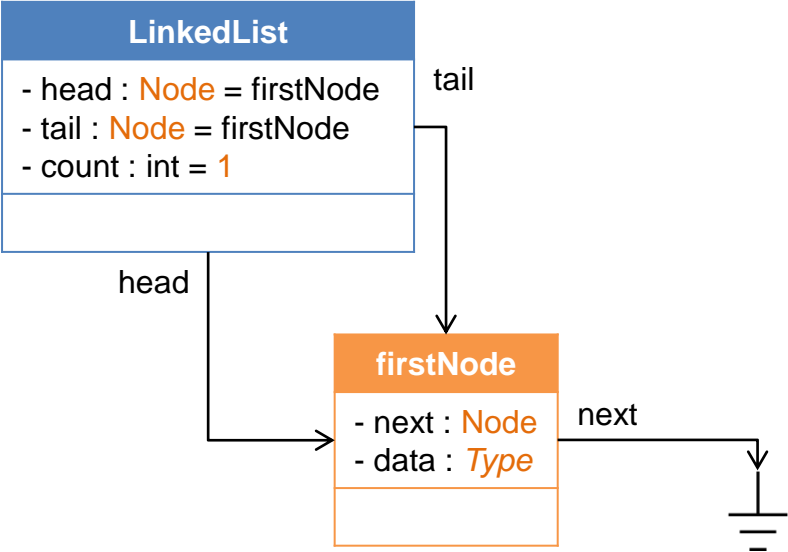 LinkedList
- head : Node = firstNode
- tail : Node = firstNode
- count : int = 1
tail
head
firstNode
- next : Node
- data : Type
next